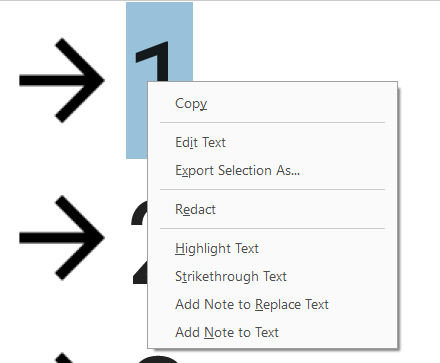 → 1
Copy
Edit Text
Export Selection As...
→ 2
Redact
Highlight Text
Strikethrough Text
Add Note to Replace Text
Add Note to Text